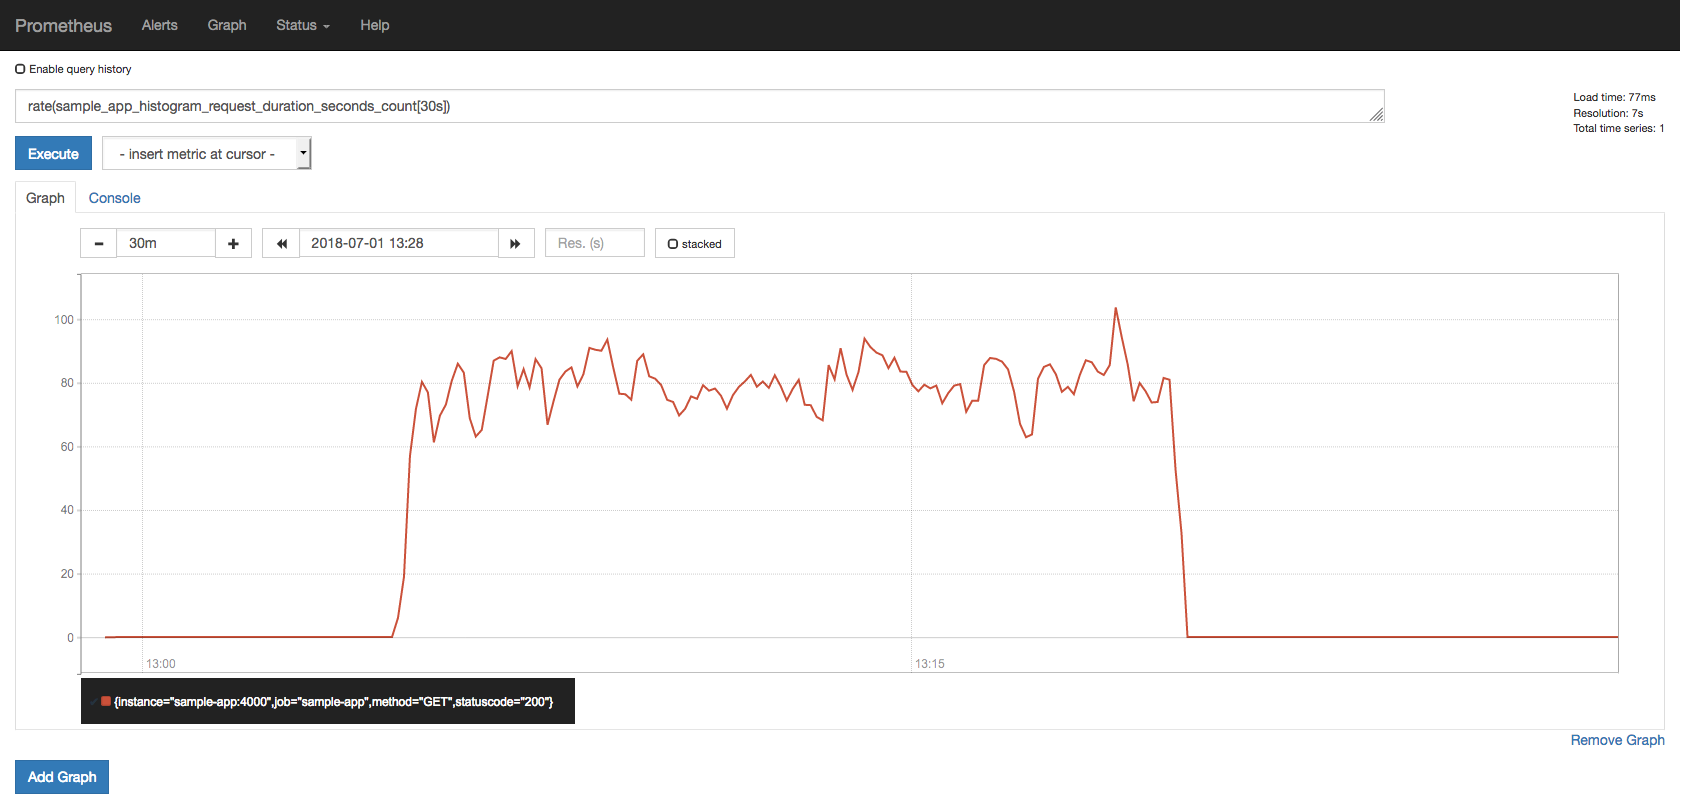 Prometheus Alerts Graph Status Help
Enable query history
rate(sample_app_histogram_request_duration_seconds_count[30s])
Load time: 77ms
Resolution: 7s
Total time series: 1
Execute - insert metric at cursor -
Graph Console
30m 2018-07-01 13:28 Res. (s) stacked
100
80
60
40
20
0
13:00 13:15
{instance="sample-app:4000",job="sample-app",method="GET",statuscode="200"}
Remove Graph
Add Graph